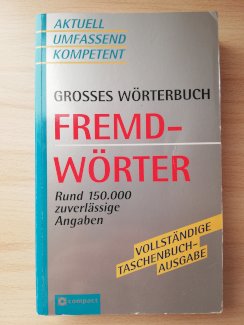 AKTUELL
UMFASSEND
KOMPETENT
GROSSES WÖRTERBUCH
FREMD-
WÖRTER
Rund 150.000
zuverlässige
Angaben
VOLLSTÄNDIGE
TASCHENBUCH-
AUSGABE
compact